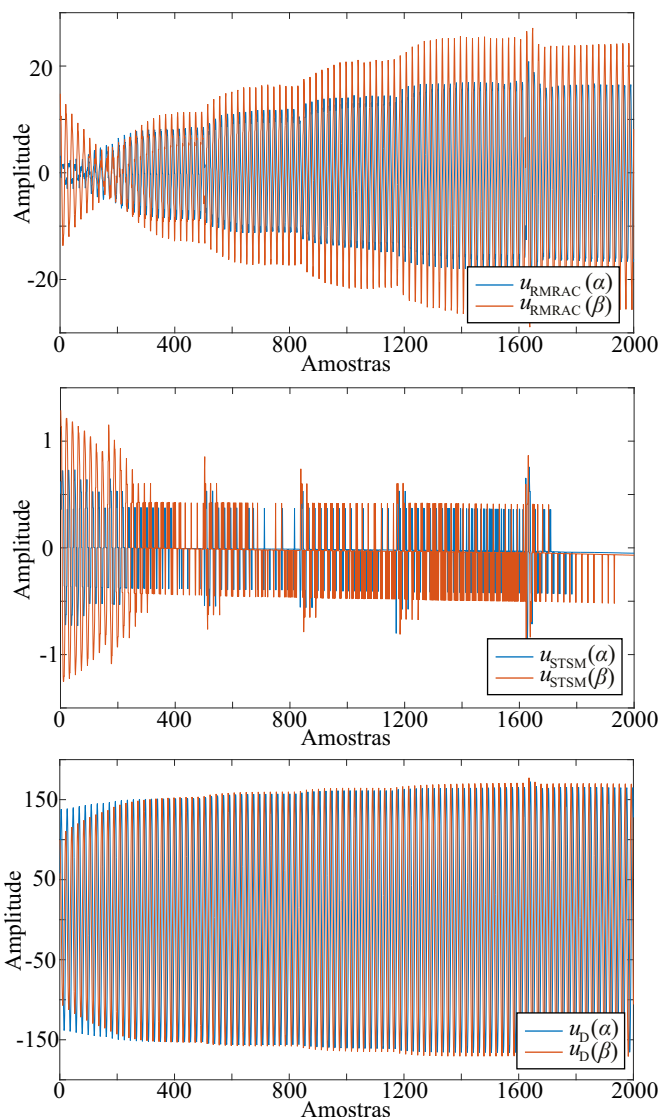 20
0
-20
Amplitude
u_RMRAC (α)
u_RMRAC (β)
0
400
800
1200
1600
2000
Amostras
1
0
-1
Amplitude
u_STSM(α)
u_STSM(β)
0
400
800
1200
1600
2000
Amostras
150
50
-50
-150
Amplitude
u_D(α)
u_D(β)
0
400
800
1200
1600
2000
Amostras